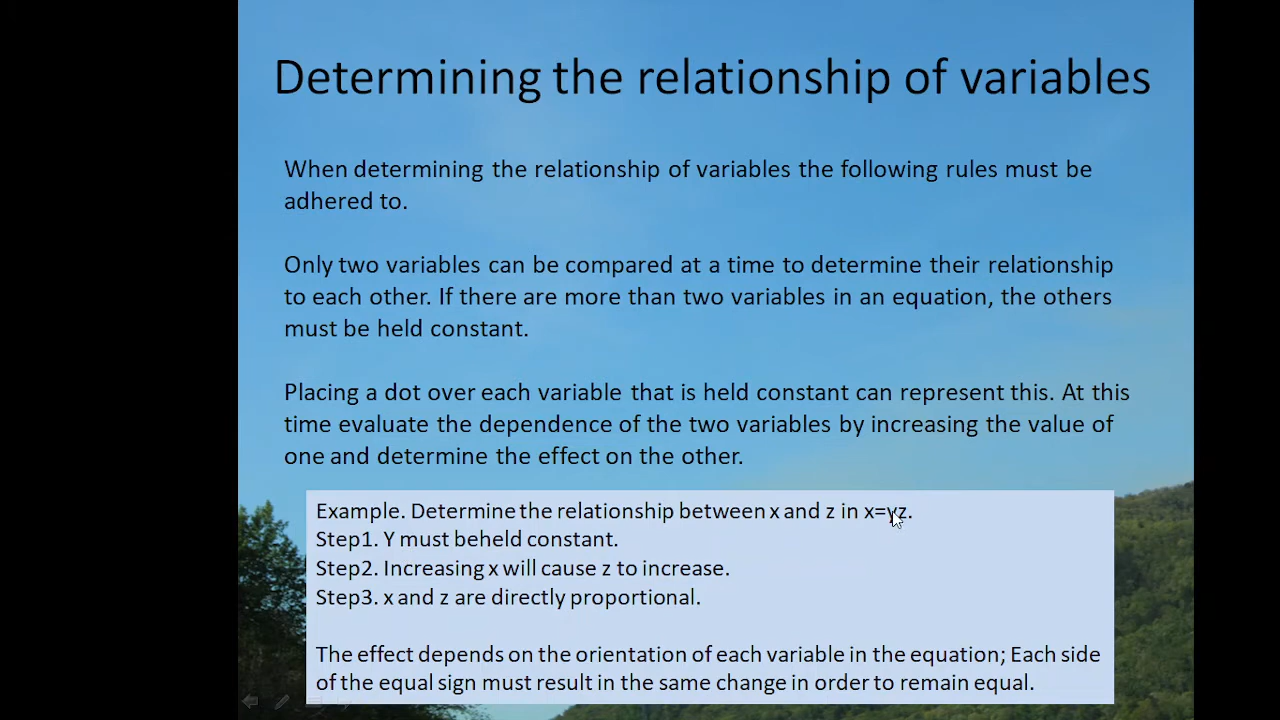 Determining the relationship of variables
When determining the relationship of variables the following rules must be
adhered to.
Only two variables can be compared at a time to determine their relationship
to each other. If there are more than two variables in an equation, the others
must be held constant.
Placing a dot over each variable that is held constant can represent this. At this
time evaluate the dependence of the two variables by increasing the value of
one and determine the effect on the other.
Example. Determine the relationship between x and z in x=yz.
Step1. Y must beheld constant.
Step2. Increasing x will cause z to increase.
Step3. x and z are directly proportional.
The effect depends on the orientation of each variable in the equation; Each side
of the equal sign must result in the same change in order to remain equal.